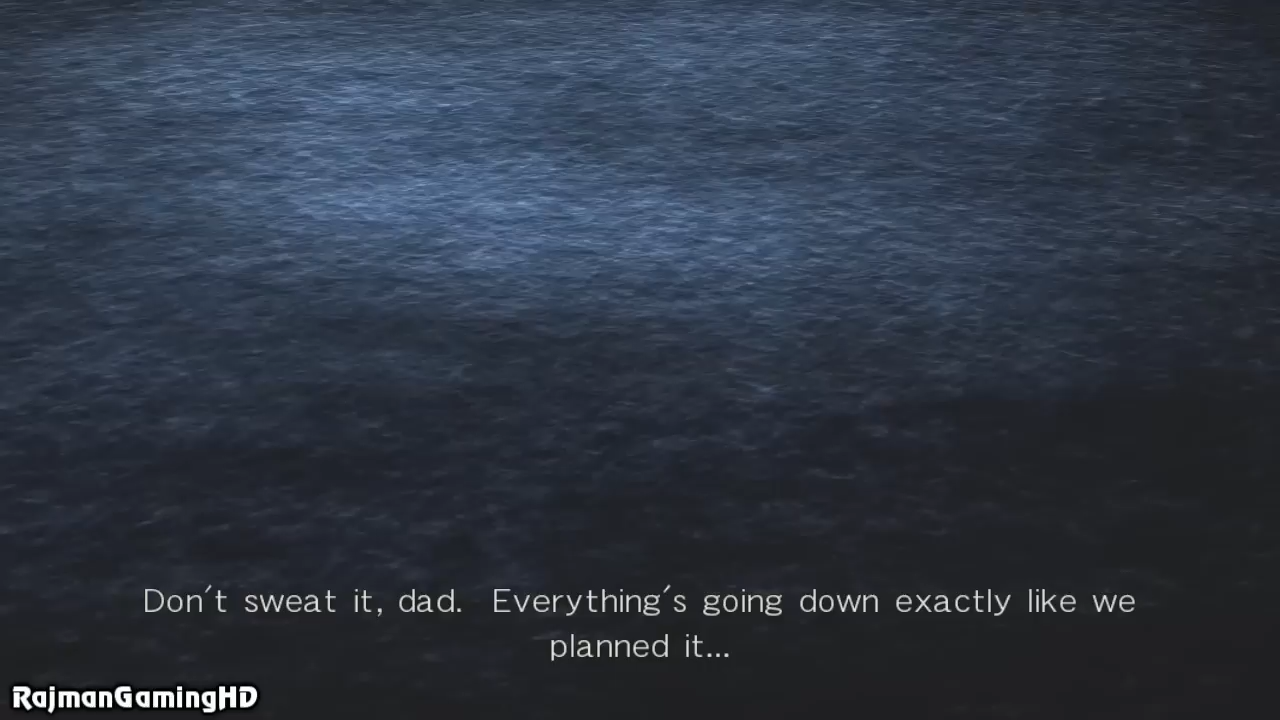 Don't sweat it, dad. Everything's going down exactly like we
planned it...
RajmanGamingHD